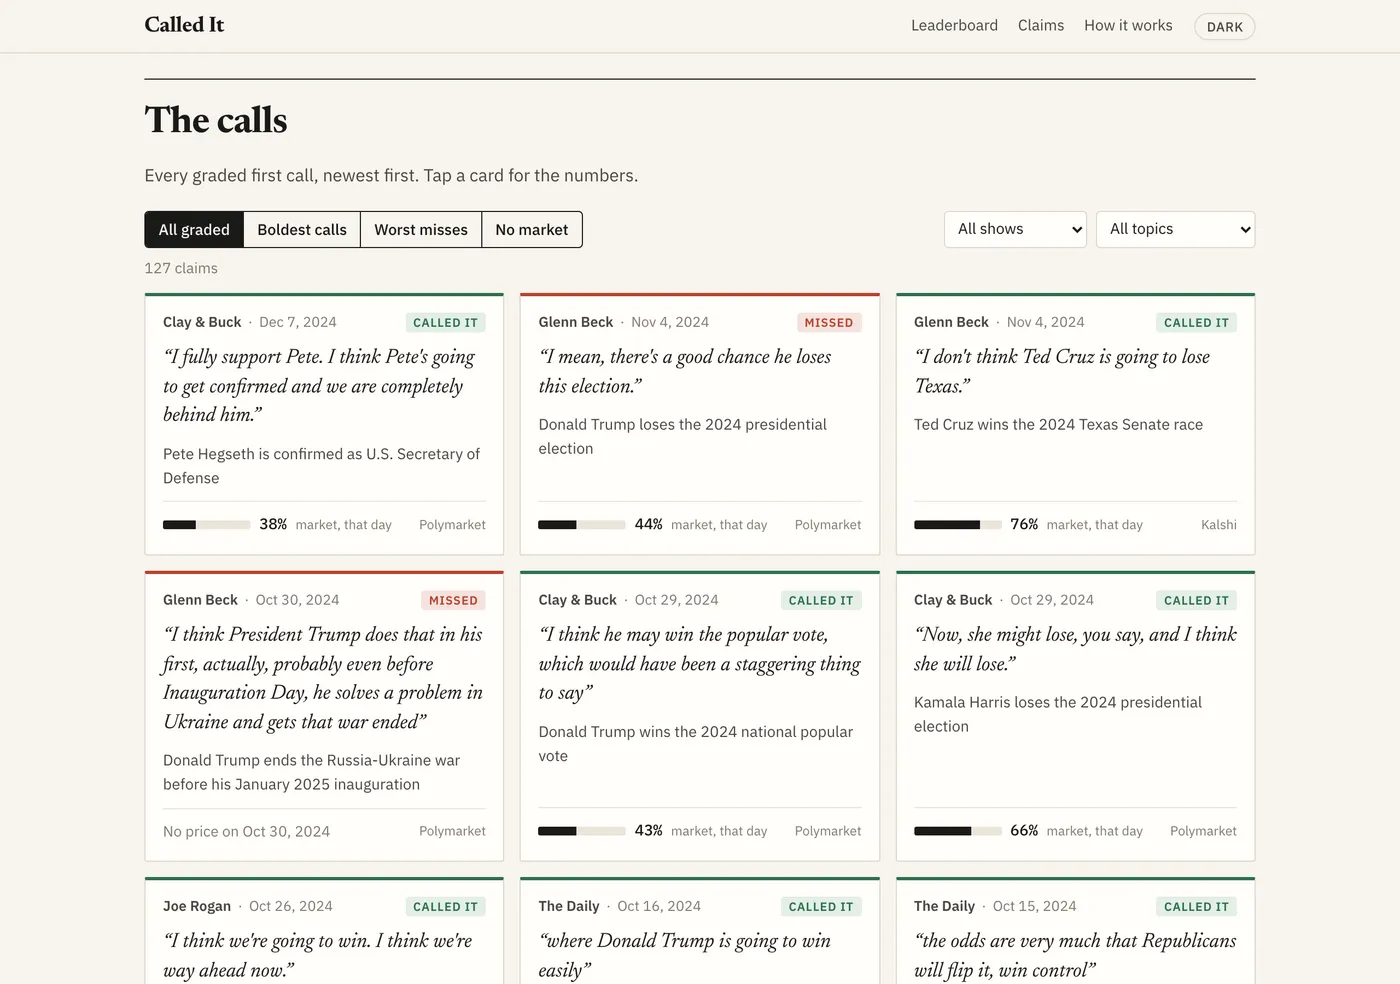 Called It
Leaderboard Claims How it works DARK
The calls
Every graded first call, newest first. Tap a card for the numbers.
All graded Boldest calls Worst misses No market All shows All topics
127 claims
Clay & Buck · Dec 7, 2024 CALLED IT
“I fully support Pete. I think Pete's going
to get confirmed and we are completely
behind him.”
Pete Hegseth is confirmed as U.S. Secretary of
Defense
38% market, that day Polymarket
Glenn Beck · Nov 4, 2024 MISSED
“I mean, there's a good chance he loses
this election.”
Donald Trump loses the 2024 presidential
election
44% market, that day Polymarket
Glenn Beck · Nov 4, 2024 CALLED IT
“I don't think Ted Cruz is going to lose
Texas.”
Ted Cruz wins the 2024 Texas Senate race
76% market, that day Kalshi
Glenn Beck · Oct 30, 2024 MISSED
“I think President Trump does that in his
first, actually, probably even before
Inauguration Day, he solves a problem in
Ukraine and gets that war ended”
Donald Trump ends the Russia-Ukraine war
before his January 2025 inauguration
No price on Oct 30, 2024 Polymarket
Clay & Buck · Oct 29, 2024 CALLED IT
“I think he may win the popular vote,
which would have been a staggering thing
to say”
Donald Trump wins the 2024 national popular
vote
43% market, that day Polymarket
Clay & Buck · Oct 29, 2024 CALLED IT
“Now, she might lose, you say, and I think
she will lose.”
Kamala Harris loses the 2024 presidential
election
66% market, that day Polymarket
Joe Rogan · Oct 26, 2024 CALLED IT
“I think we're going to win. I think we're
way ahead now.”
The Daily · Oct 16, 2024 CALLED IT
“where Donald Trump is going to win
easily”
The Daily · Oct 15, 2024 CALLED IT
“the odds are very much that Republicans
will flip it, win control”